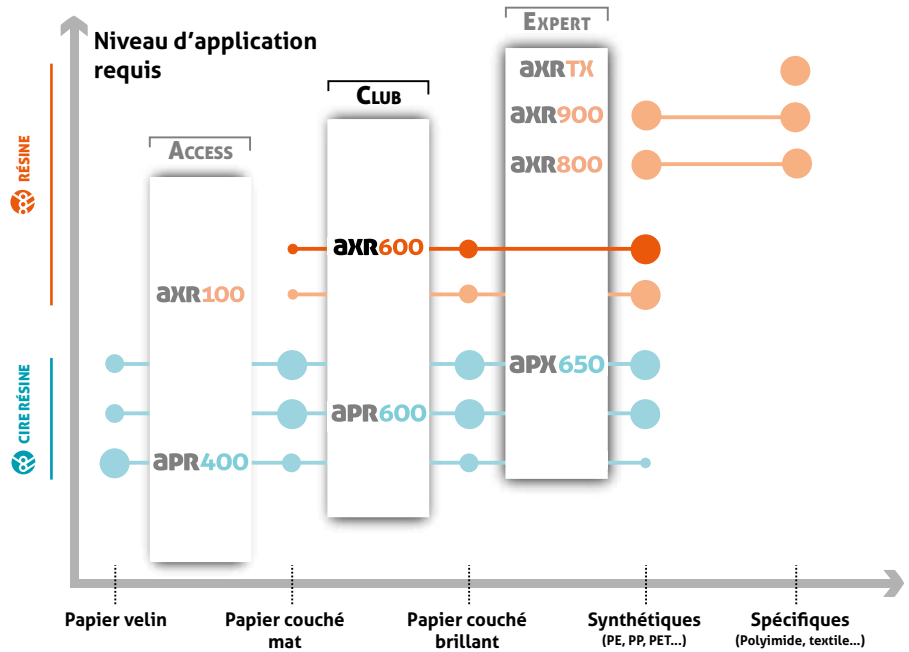 Niveau d’application
requis
ACCESS
CLUB
EXPERT
RÉSINE
CIRE RÉSINE
aXRTX
aXR900
aXR800
aXR600
aXR100
aPX650
aPR600
aPR400
Papier velin
Papier couché
mat
Papier couché
brillant
Synthétiques
(PE, PP, PET...)
Spécifiques
(Polyimide, textile...)